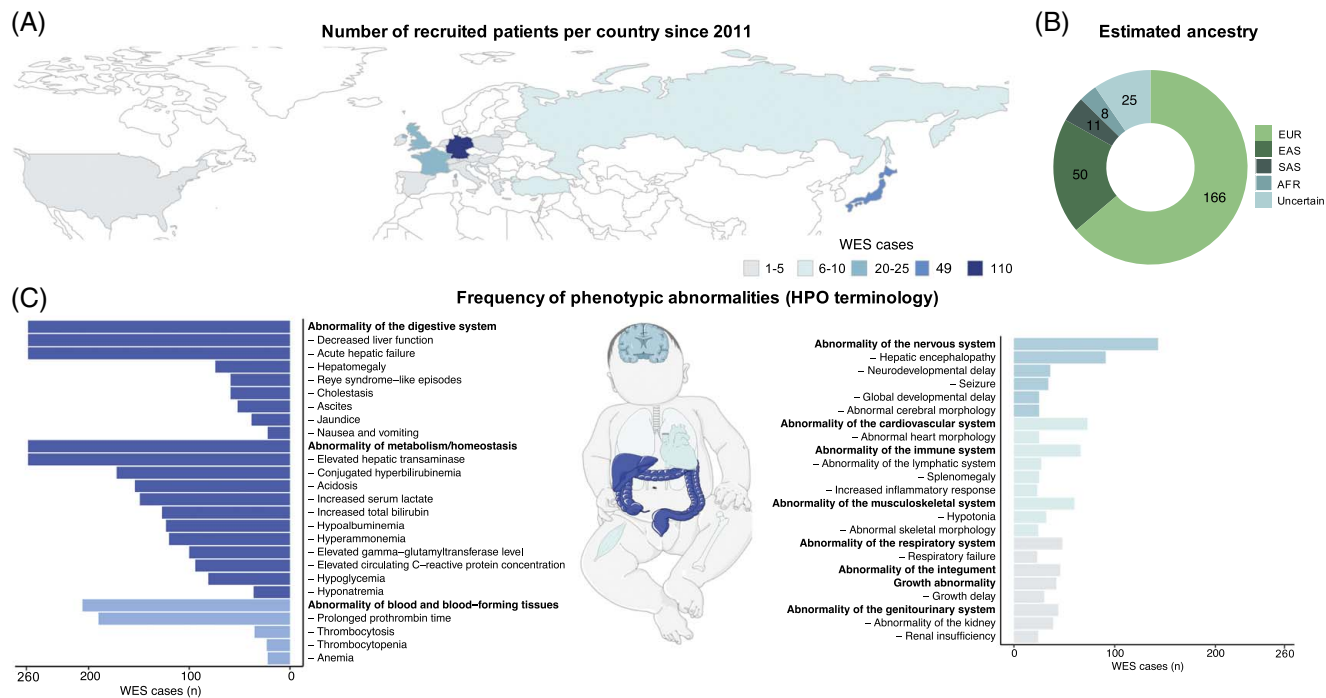 (A)
Number of recruited patients per country since 2011
WES cases
1-5
6-10
20-25
49
110
(B)
Estimated ancestry
25
8
11
50
166
EUR
EAS
SAS
AFR
Uncertain
(C)
Frequency of phenotypic abnormalities (HPO terminology)
Abnormality of the digestive system
– Decreased liver function
– Acute hepatic failure
– Hepatomegaly
– Reye syndrome–like episodes
– Cholestasis
– Ascites
– Jaundice
– Nausea and vomiting
Abnormality of metabolism/homeostasis
– Elevated hepatic transaminase
– Conjugated hyperbilirubinemia
– Acidosis
– Increased serum lactate
– Increased total bilirubin
– Hypoalbuminemia
– Hyperammonemia
– Elevated gamma–glutamyltransferase level
– Elevated circulating C–reactive protein concentration
– Hypoglycemia
– Hyponatremia
Abnormality of blood and blood–forming tissues
– Prolonged prothrombin time
– Thrombocytosis
– Thrombocytopenia
– Anemia
260 200 100 0
WES cases (n)
Abnormality of the nervous system
– Hepatic encephalopathy
– Neurodevelopmental delay
– Seizure
– Global developmental delay
– Abnormal cerebral morphology
Abnormality of the cardiovascular system
– Abnormal heart morphology
Abnormality of the immune system
– Abnormality of the lymphatic system
– Splenomegaly
– Increased inflammatory response
Abnormality of the musculoskeletal system
– Hypotonia
– Abnormal skeletal morphology
Abnormality of the respiratory system
– Respiratory failure
Abnormality of the integument
Growth abnormality
– Growth delay
Abnormality of the genitourinary system
– Abnormality of the kidney
– Renal insufficiency
0 100 200 260
WES cases (n)